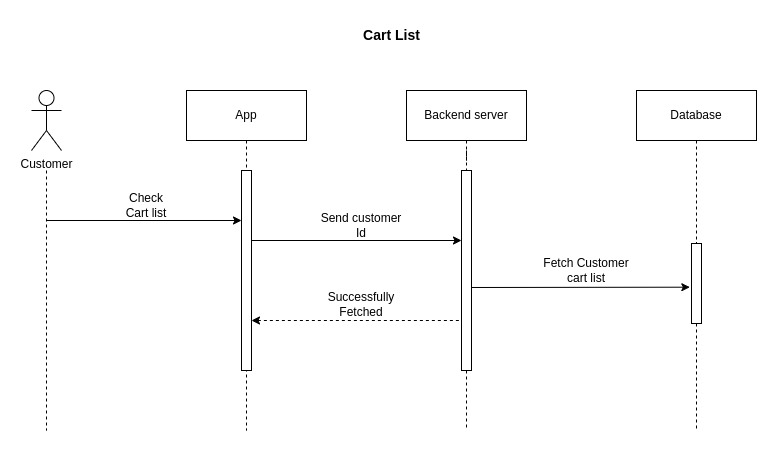 Cart List
App
Backend server
Database
Customer
Check
Cart list
Send customer
Id
Fetch Customer
cart list
Successfully
Fetched